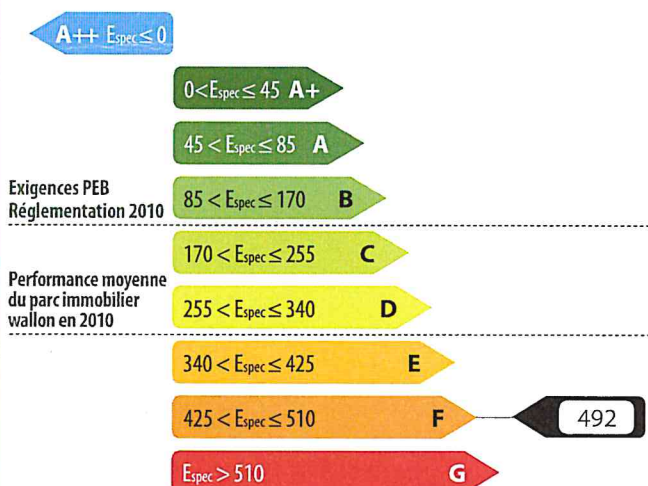 A++ Espec ≤ 0
0 < Espec ≤ 45 A+
45 < Espec ≤ 85 A
Exigences PEB
Réglementation 2010
85 < Espec ≤ 170 B
170 < Espec ≤ 255 C
Performance moyenne
du parc immobilier
wallon en 2010
255 < Espec ≤ 340 D
340 < Espec ≤ 425 E
425 < Espec ≤ 510 F
492
Espec > 510 G